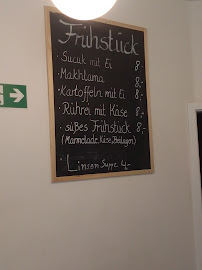 Frühstück
· Sucuk mit Ei 8,-
· Makhlama 8,-
· Kartoffeln mit Ei 8,-
· Rührei mit Käse 8,-
· süßes Frühstück 8,-
(Marmelade, Käse, Beilagen)
· Linsen Suppe 4,-